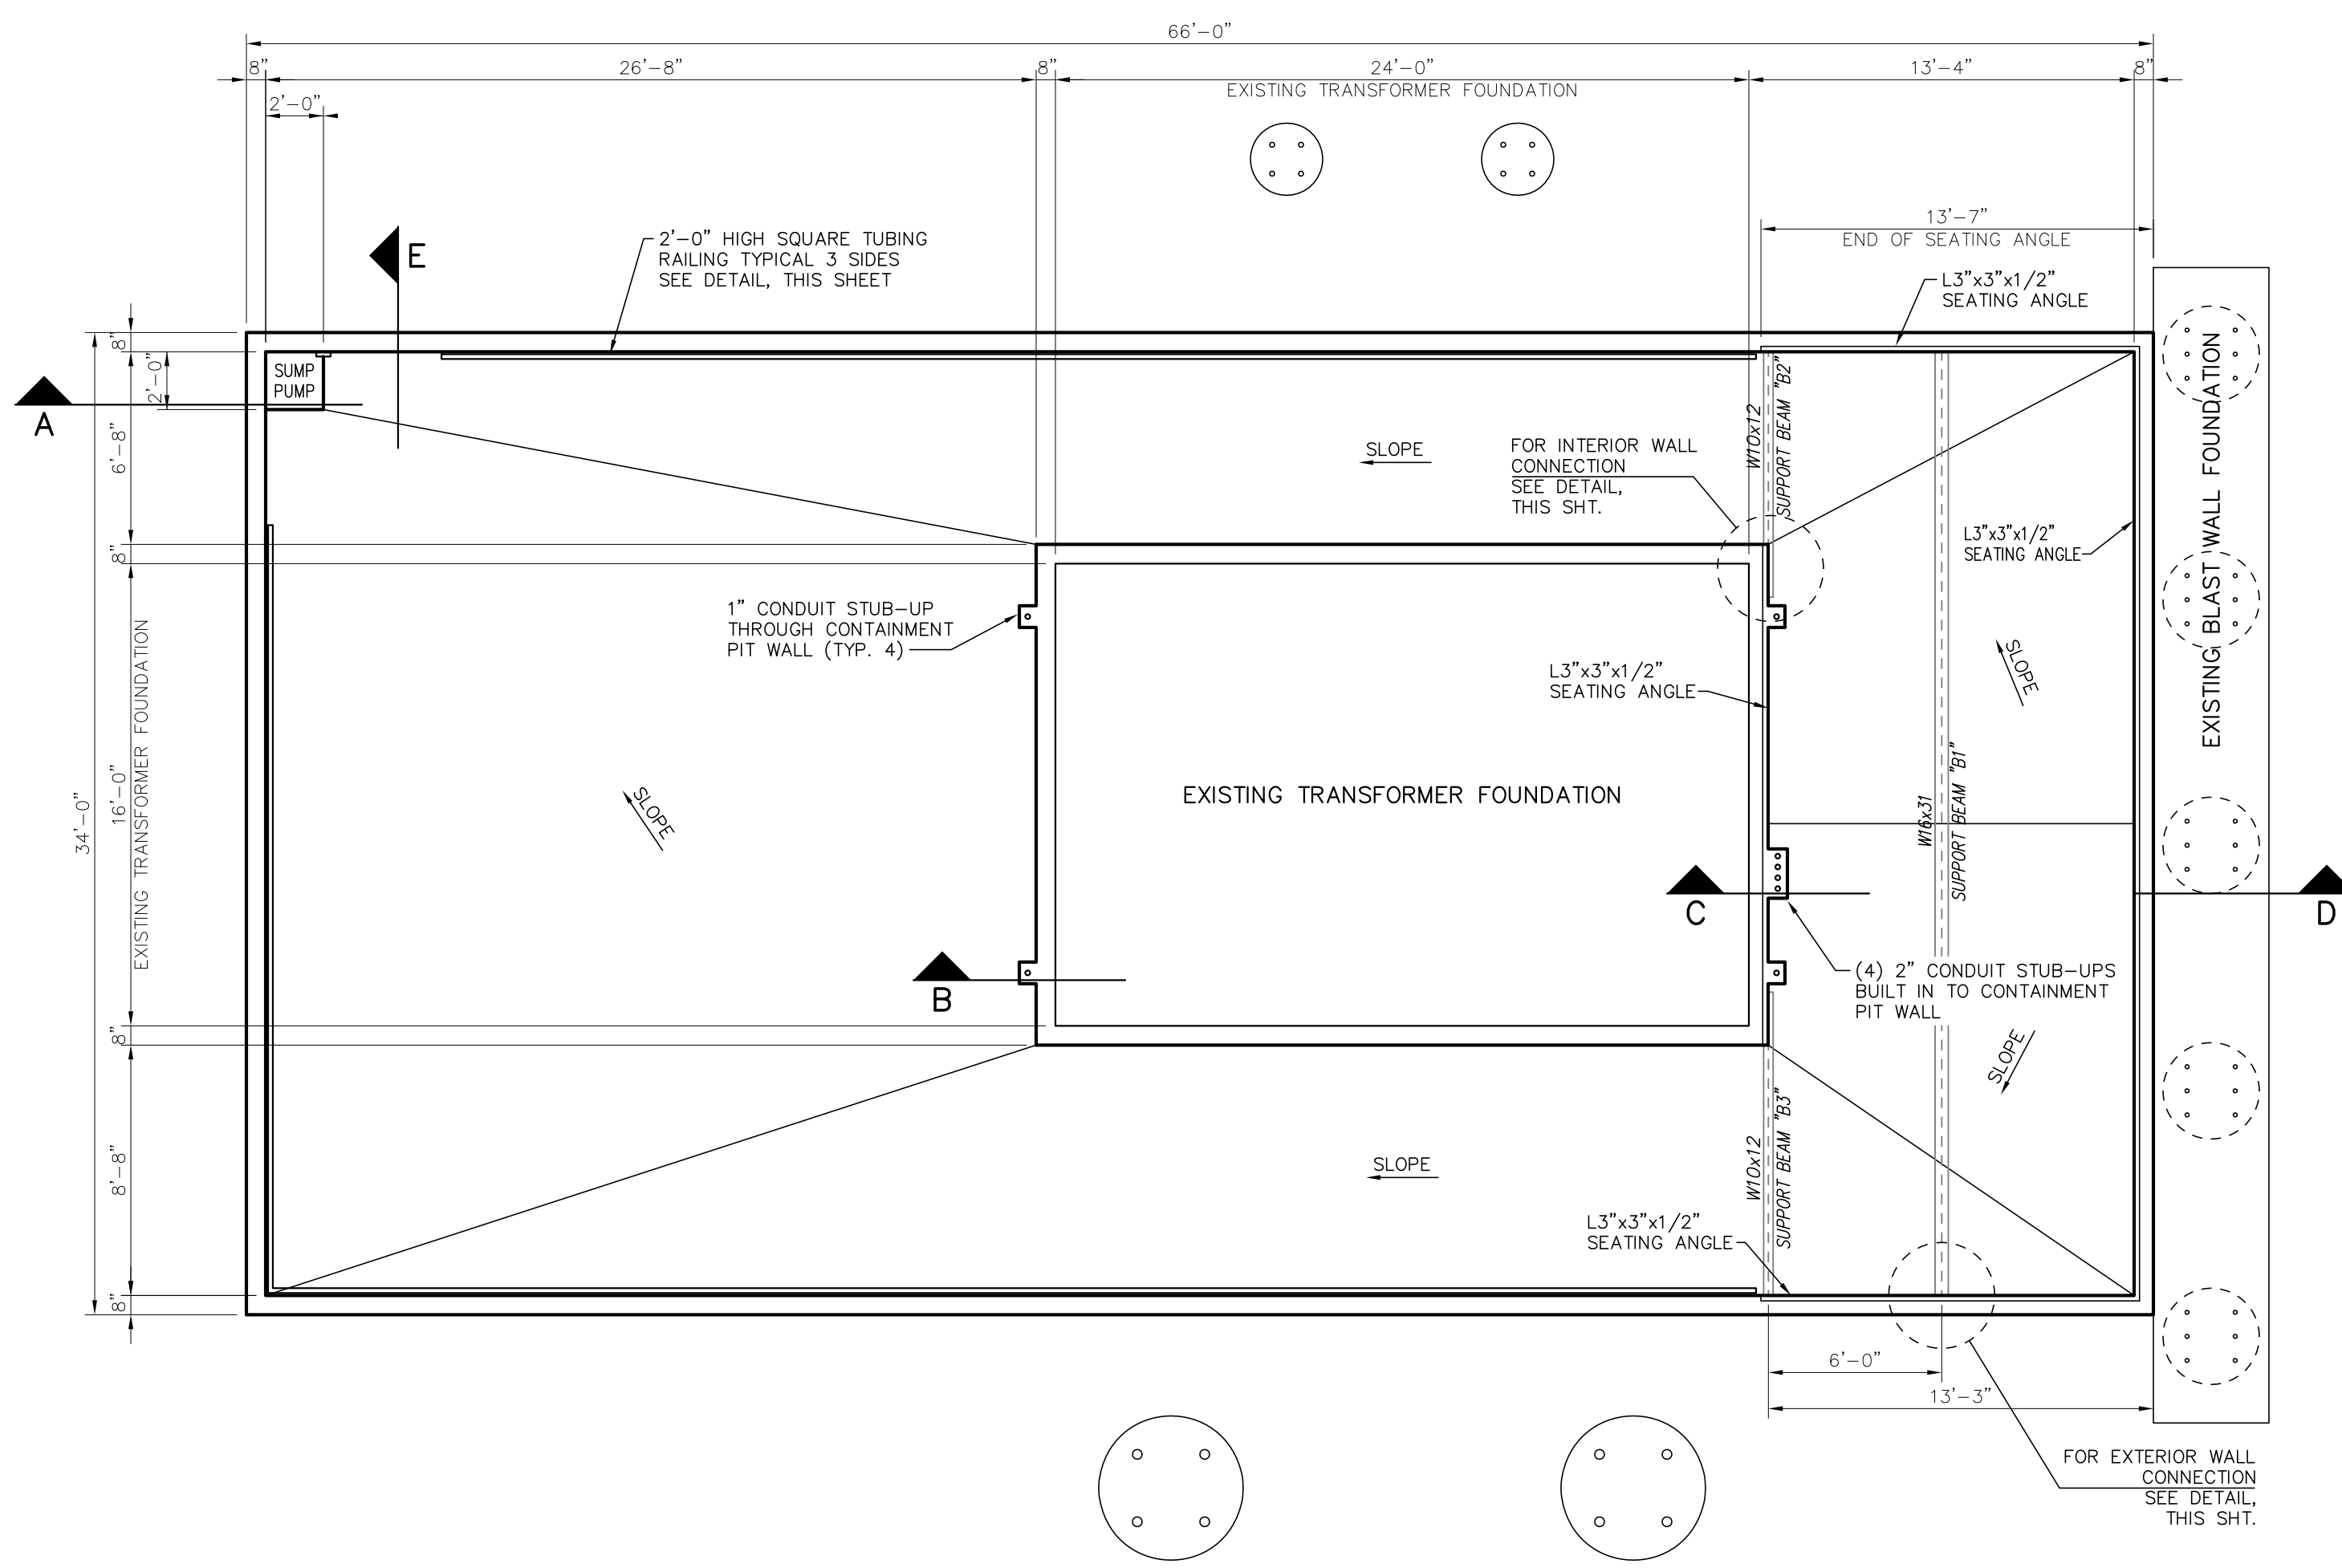 66'-0"
8"
26'-8"
8"
24'-0"
13'-4"
8"
EXISTING TRANSFORMER FOUNDATION
2'-0"
13'-7"
END OF SEATING ANGLE
E
2'-0" HIGH SQUARE TUBING
RAILING TYPICAL 3 SIDES
SEE DETAIL, THIS SHEET
L3"x3"x1/2"
SEATING ANGLE
8"
SUMP
PUMP
2'-0"
A
6'-8"
SLOPE
FOR INTERIOR WALL
CONNECTION
SEE DETAIL,
THIS SHT.
W10x12
SUPPORT BEAM "B2"
L3"x3"x1/2"
SEATING ANGLE
EXISTING BLAST WALL FOUNDATION
8"
1" CONDUIT STUB-UP
THROUGH CONTAINMENT
PIT WALL (TYP. 4)
L3"x3"x1/2"
SEATING ANGLE
SLOPE
34'-0"
16'-0"
EXISTING TRANSFORMER FOUNDATION
SLOPE
EXISTING TRANSFORMER FOUNDATION
W16x31
SUPPORT BEAM "B1"
C
D
B
(4) 2" CONDUIT STUB-UPS
BUILT IN TO CONTAINMENT
PIT WALL
8"
SLOPE
8'-8"
SLOPE
W10x12
SUPPORT BEAM "B3"
L3"x3"x1/2"
SEATING ANGLE
8"
6'-0"
13'-3"
FOR EXTERIOR WALL
CONNECTION
SEE DETAIL,
THIS SHT.